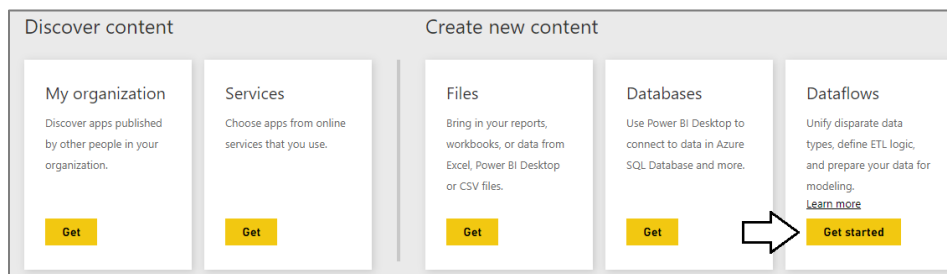 Discover content
Create new content
My organization
Discover apps published
by other people in your
organization.
Get
Services
Choose apps from online
services that you use.
Get
Files
Bring in your reports,
workbooks, or data from
Excel, Power BI Desktop
or CSV files.
Get
Databases
Use Power BI Desktop to
connect to data in Azure
SQL Database and more.
Get
Dataflows
Unify disparate data
types, define ETL logic,
and prepare your data for
modeling.
Learn more
Get started